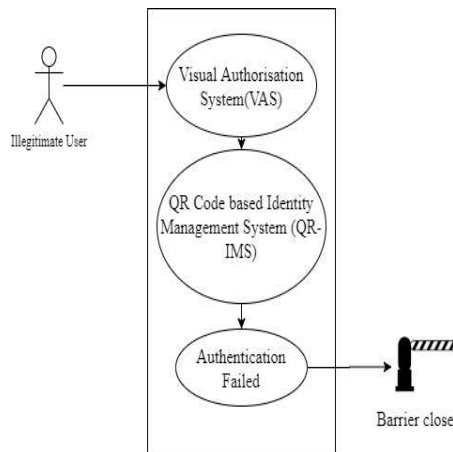 Visual Authorisation
System(VAS)
Illegitimate User
QR Code based Identity
Management System (QR-
IMS)
Authentication
Failed
Barrier close